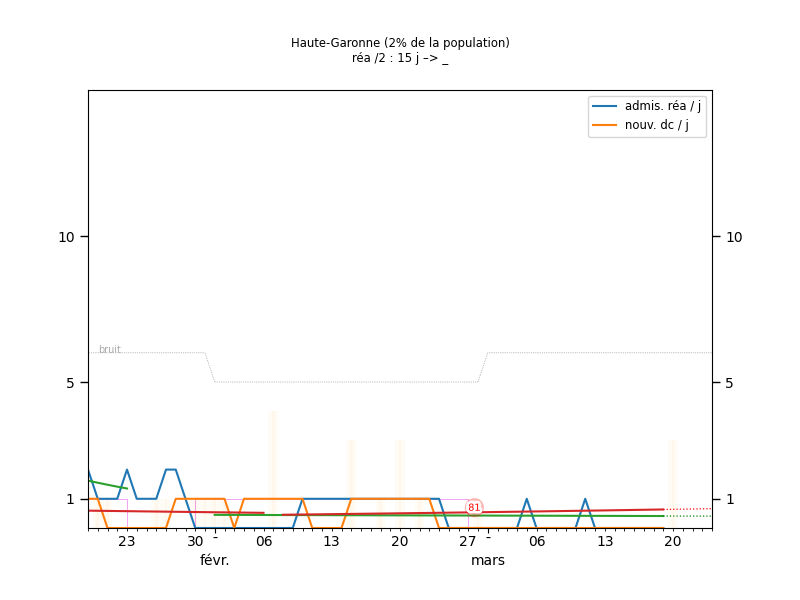 Haute-Garonne (2% de la population)
réa /2 : 15 j –> _
admis. réa / j
nouv. dc / j
10
10
bruit
5
5
1
81
1
23
30
06
13
20
27
06
13
20
févr.
mars